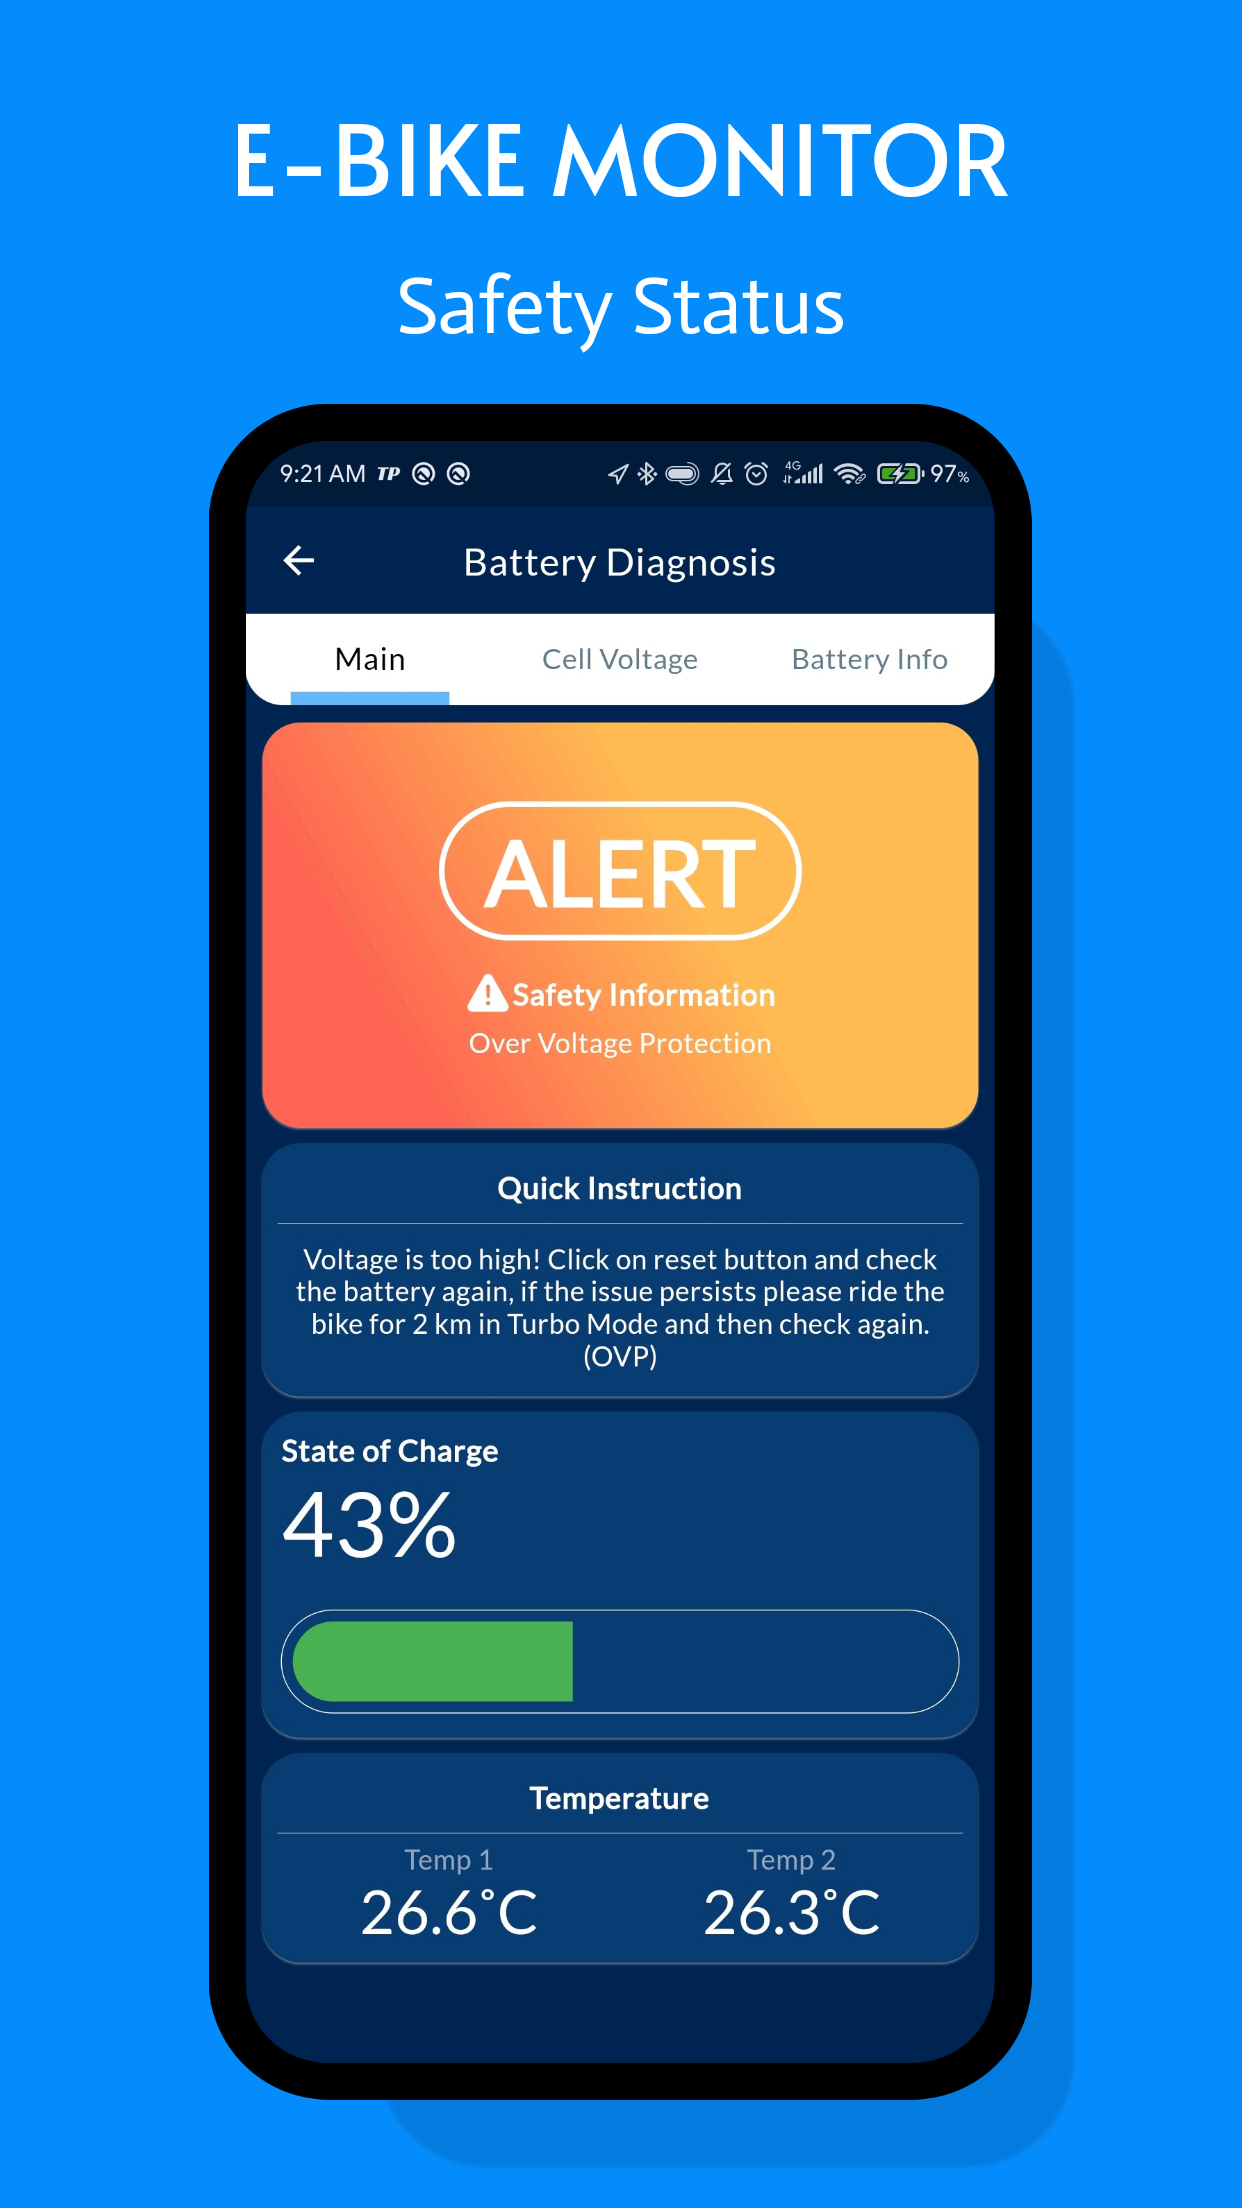 E-BIKE MONITOR
Safety Status
9:21 AM TP 4G 97%
Battery Diagnosis
Main Cell Voltage Battery Info
ALERT
Safety Information
Over Voltage Protection
Quick Instruction
Voltage is too high! Click on reset button and check
the battery again, if the issue persists please ride the
bike for 2 km in Turbo Mode and then check again.
(OVP)
State of Charge
43%
Temperature
Temp 1 Temp 2
26.6°C 26.3°C